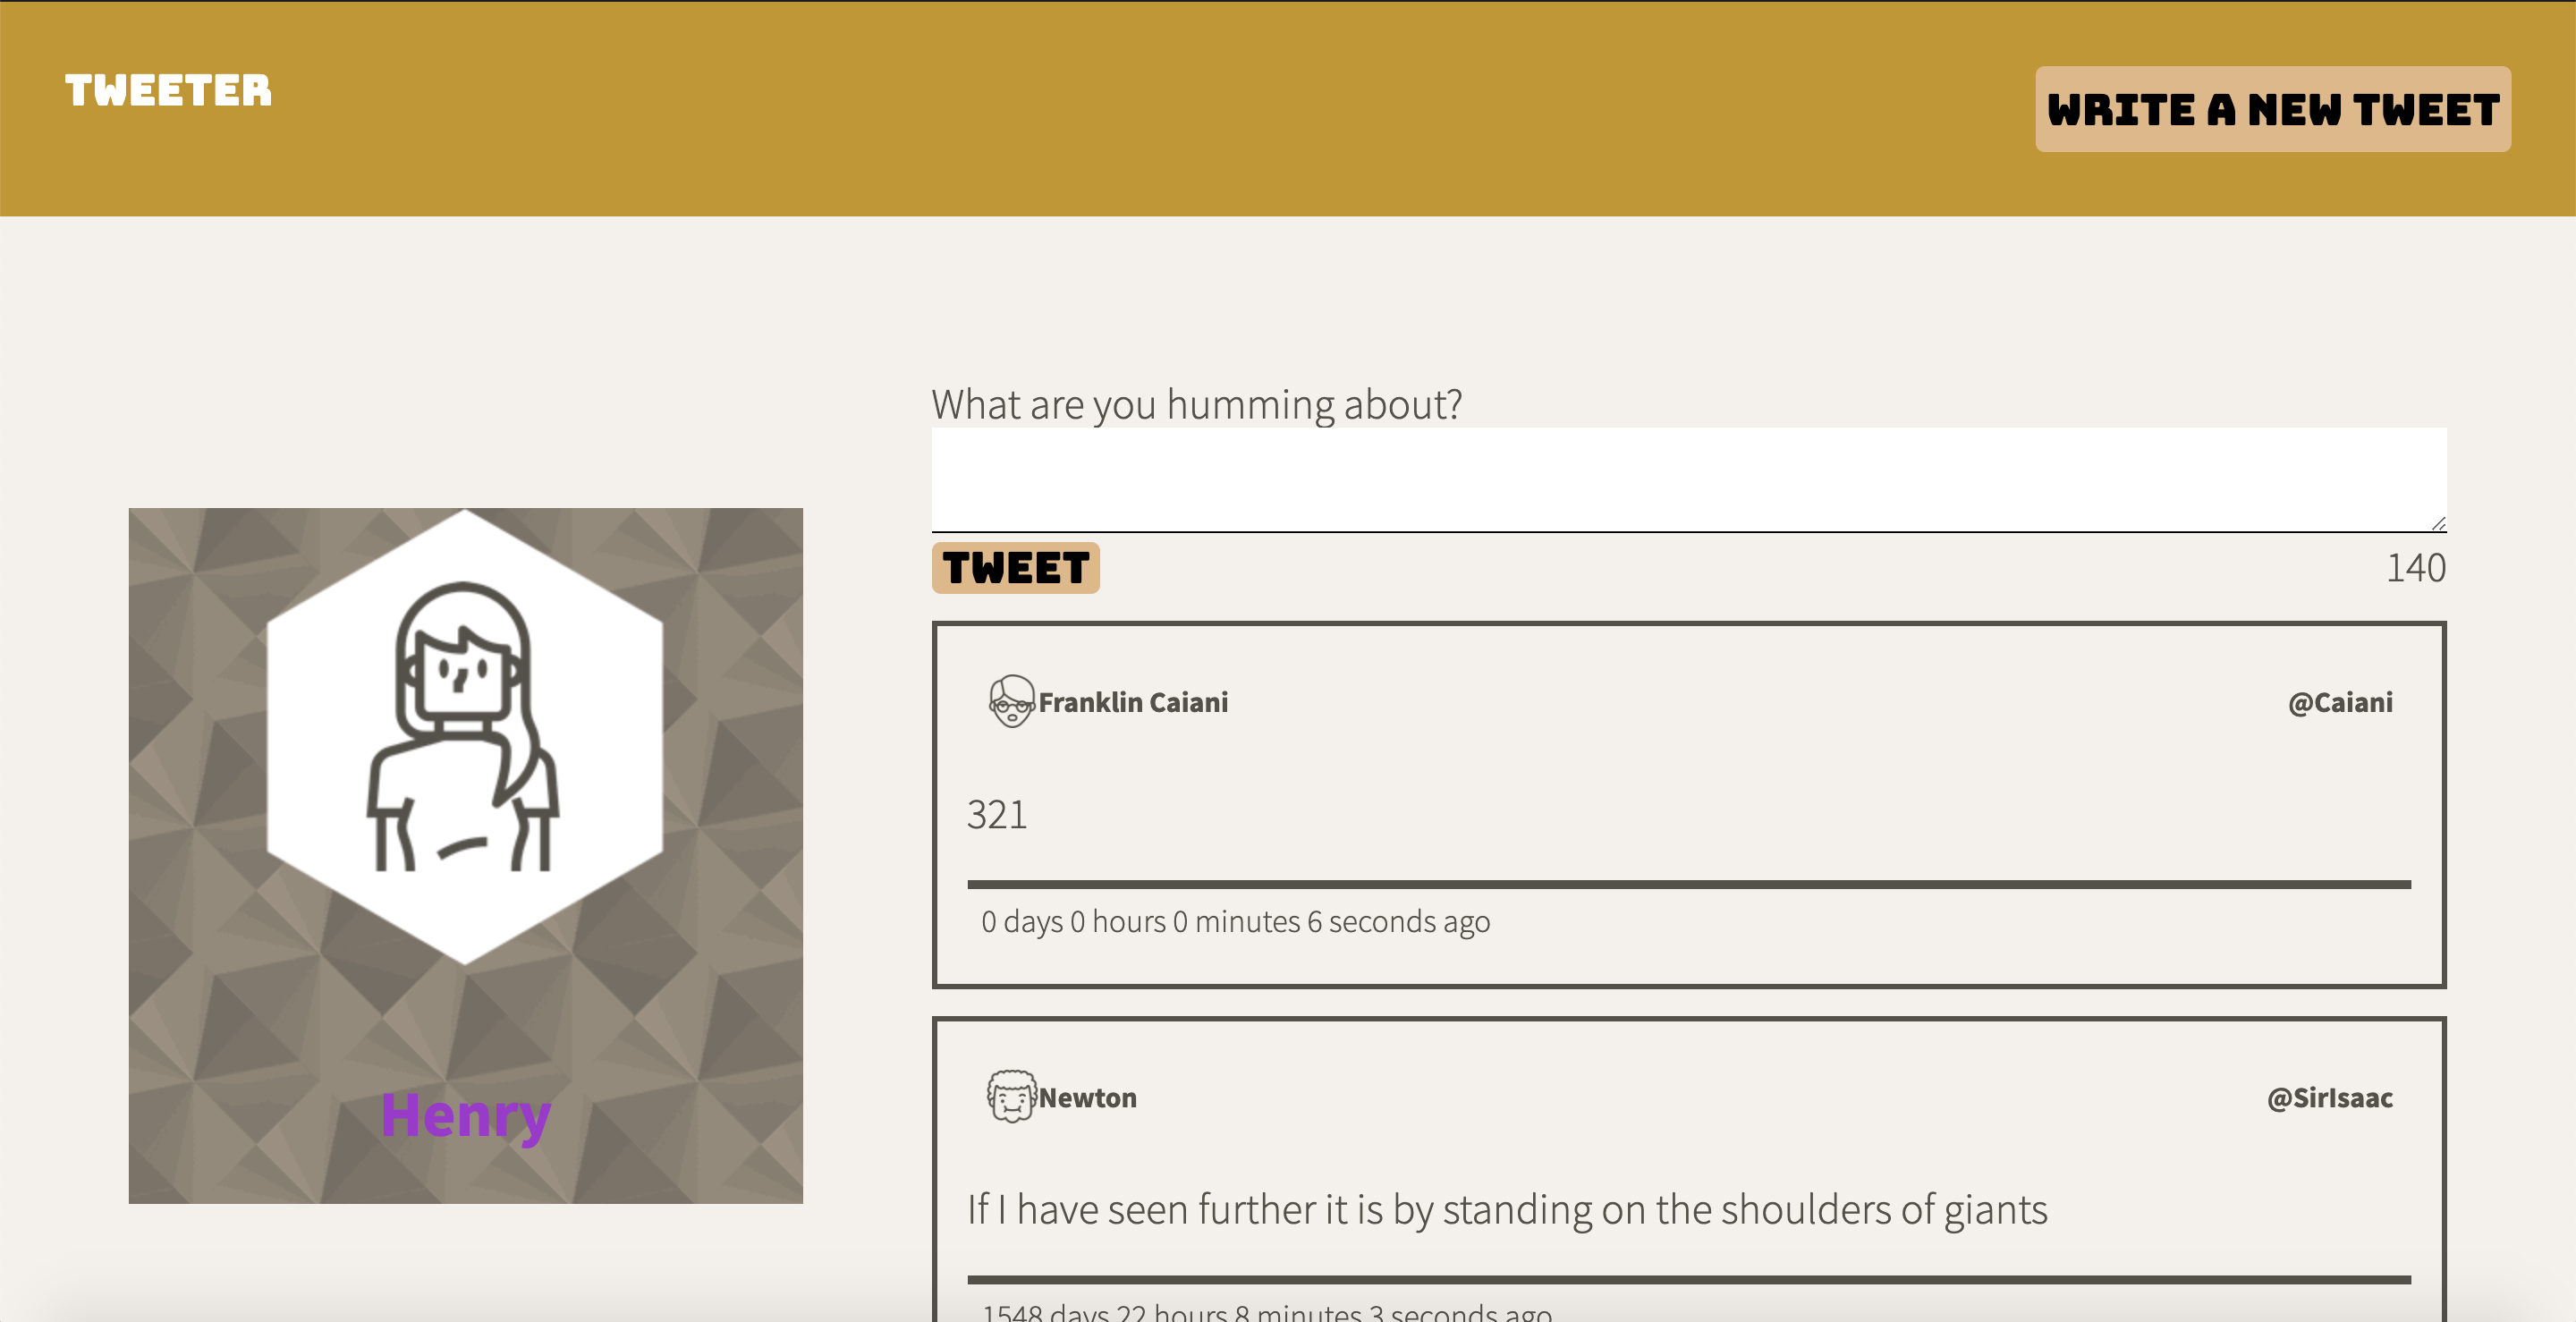 TWEETER
WRITE A NEW TWEET
What are you humming about?
TWEET
140
Franklin Caiani
@Caiani
321
0 days 0 hours 0 minutes 6 seconds ago
Newton
@SirIsaac
If I have seen further it is by standing on the shoulders of giants
1548 days 22 hours 8 minutes 3 seconds ago
Henry